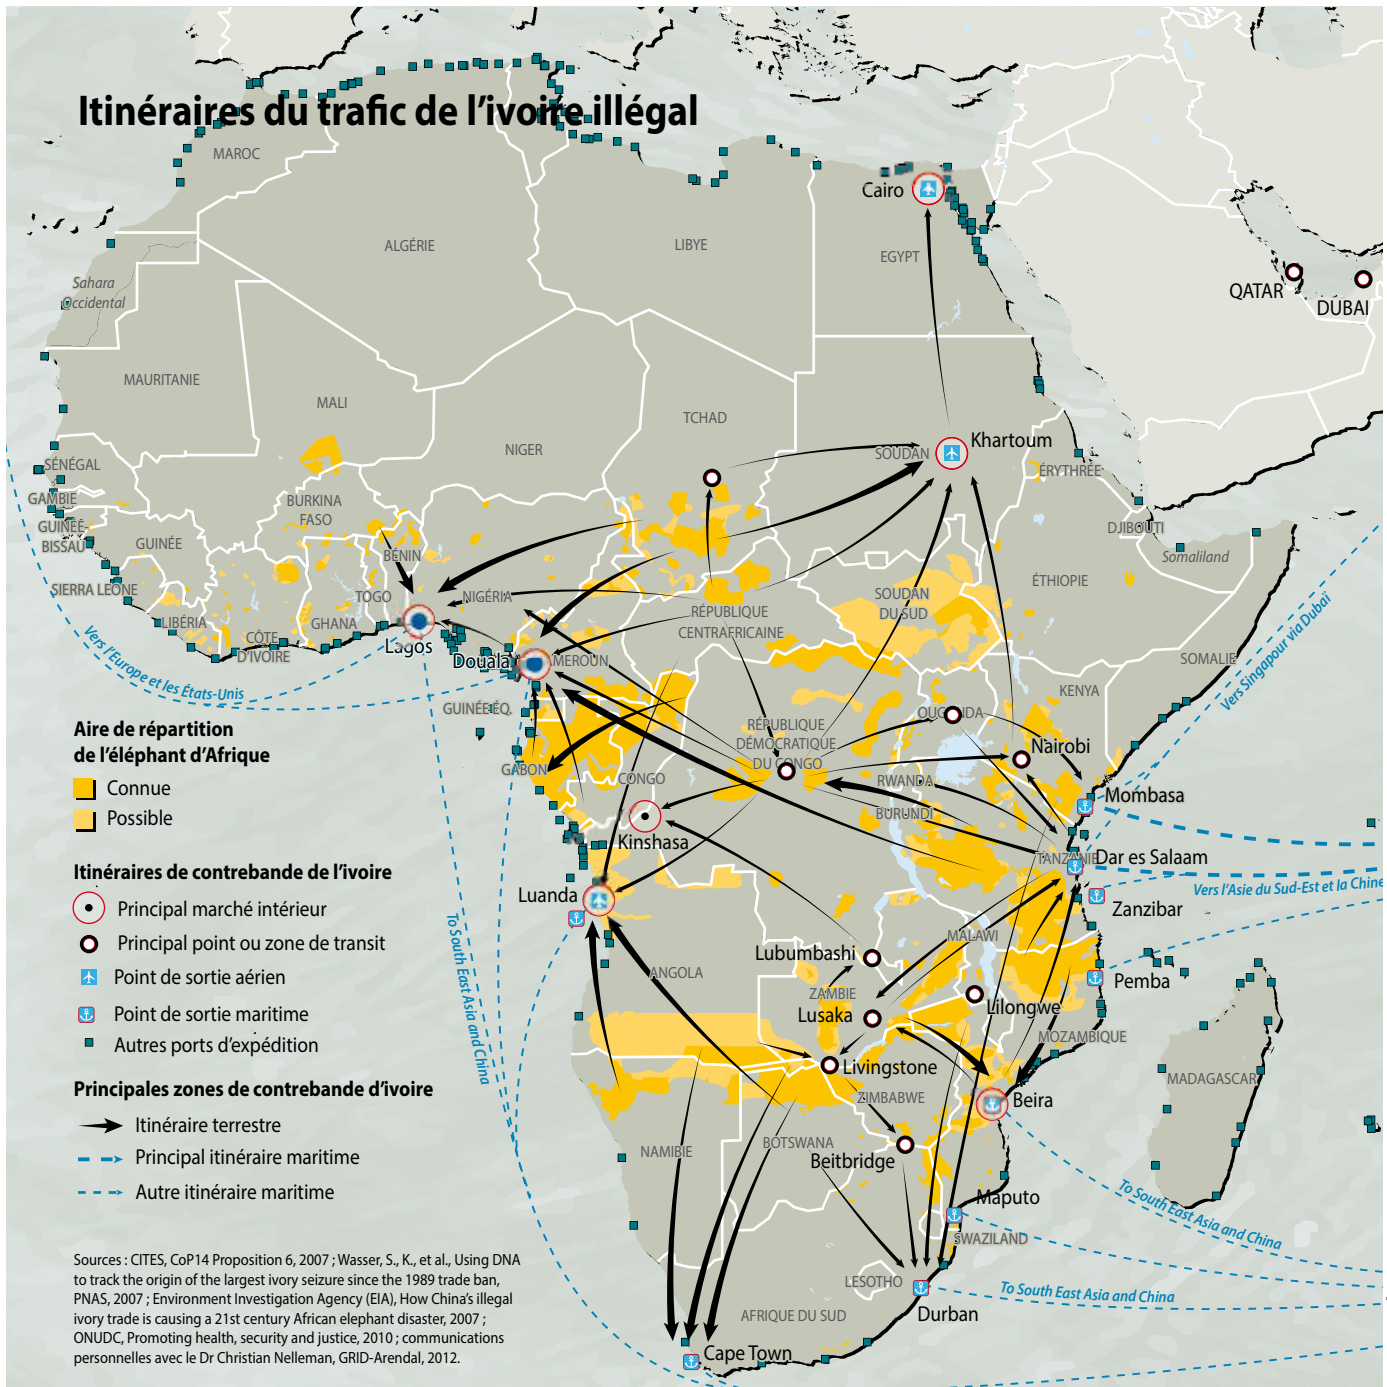 Itinéraires du trafic de l'ivoire illégal
MAROC
ALGÉRIE
LIBYE
EGYPT
Cairo
QATAR
DUBAI
Sahara
Occidental
MAURITANIE
MALI
NIGER
TCHAD
SOUDAN
Khartoum
ÉRYTHRÉE
SÉNÉGAL
GAMBIE
GUINÉE-
BISSAU
GUINÉE
BURKINA
FASO
BÉNIN
DJIBOUTI
Somaliland
SIERRA LEONE
LIBÉRIA
CÔTE
D'IVOIRE
GHANA
TOGO
NIGÉRIA
Lagos
Douala
MEROUN
RÉPUBLIQUE
CENTRAFRICAINE
SOUDAN
DU SUD
ÉTHIOPIE
SOMALIE
Vers l'Europe et les États-Unis
Vers Singapour via Dubaï
GUINÉE ÉQ.
GABON
CONGO
RÉPUBLIQUE
DÉMOCRATIQUE
DU CONGO
OUGANDA
KENYA
Nairobi
RWANDA
BURUNDI
Mombasa
Kinshasa
TANZANIE
Dar es Salaam
Vers l'Asie du Sud-Est et la Chine
Zanzibar
Luanda
To South East Asia and China
ANGOLA
Lubumbashi
ZAMBIE
Lusaka
MALAWI
Lilongwe
Pemba
MOZAMBIQUE
Livingstone
ZIMBABWE
Beira
MADAGASCAR
NAMIBIE
BOTSWANA
Beitbridge
Maputo
SWAZILAND
To South East Asia and China
LESOTHO
Durban
To South East Asia and China
AFRIQUE DU SUD
Cape Town
Aire de répartition
de l'éléphant d'Afrique
Connue
Possible
Itinéraires de contrebande de l'ivoire
Principal marché intérieur
Principal point ou zone de transit
Point de sortie aérien
Point de sortie maritime
Autres ports d'expédition
Principales zones de contrebande d'ivoire
Itinéraire terrestre
Principal itinéraire maritime
Autre itinéraire maritime
Sources : CITES, CoP14 Proposition 6, 2007 ; Wasser, S., K., et al., Using DNA
to track the origin of the largest ivory seizure since the 1989 trade ban,
PNAS, 2007 ; Environment Investigation Agency (EIA), How China's illegal
ivory trade is causing a 21st century African elephant disaster, 2007 ;
ONUDC, Promoting health, security and justice, 2010 ; communications
personnelles avec le Dr Christian Nelleman, GRID-Arendal, 2012.